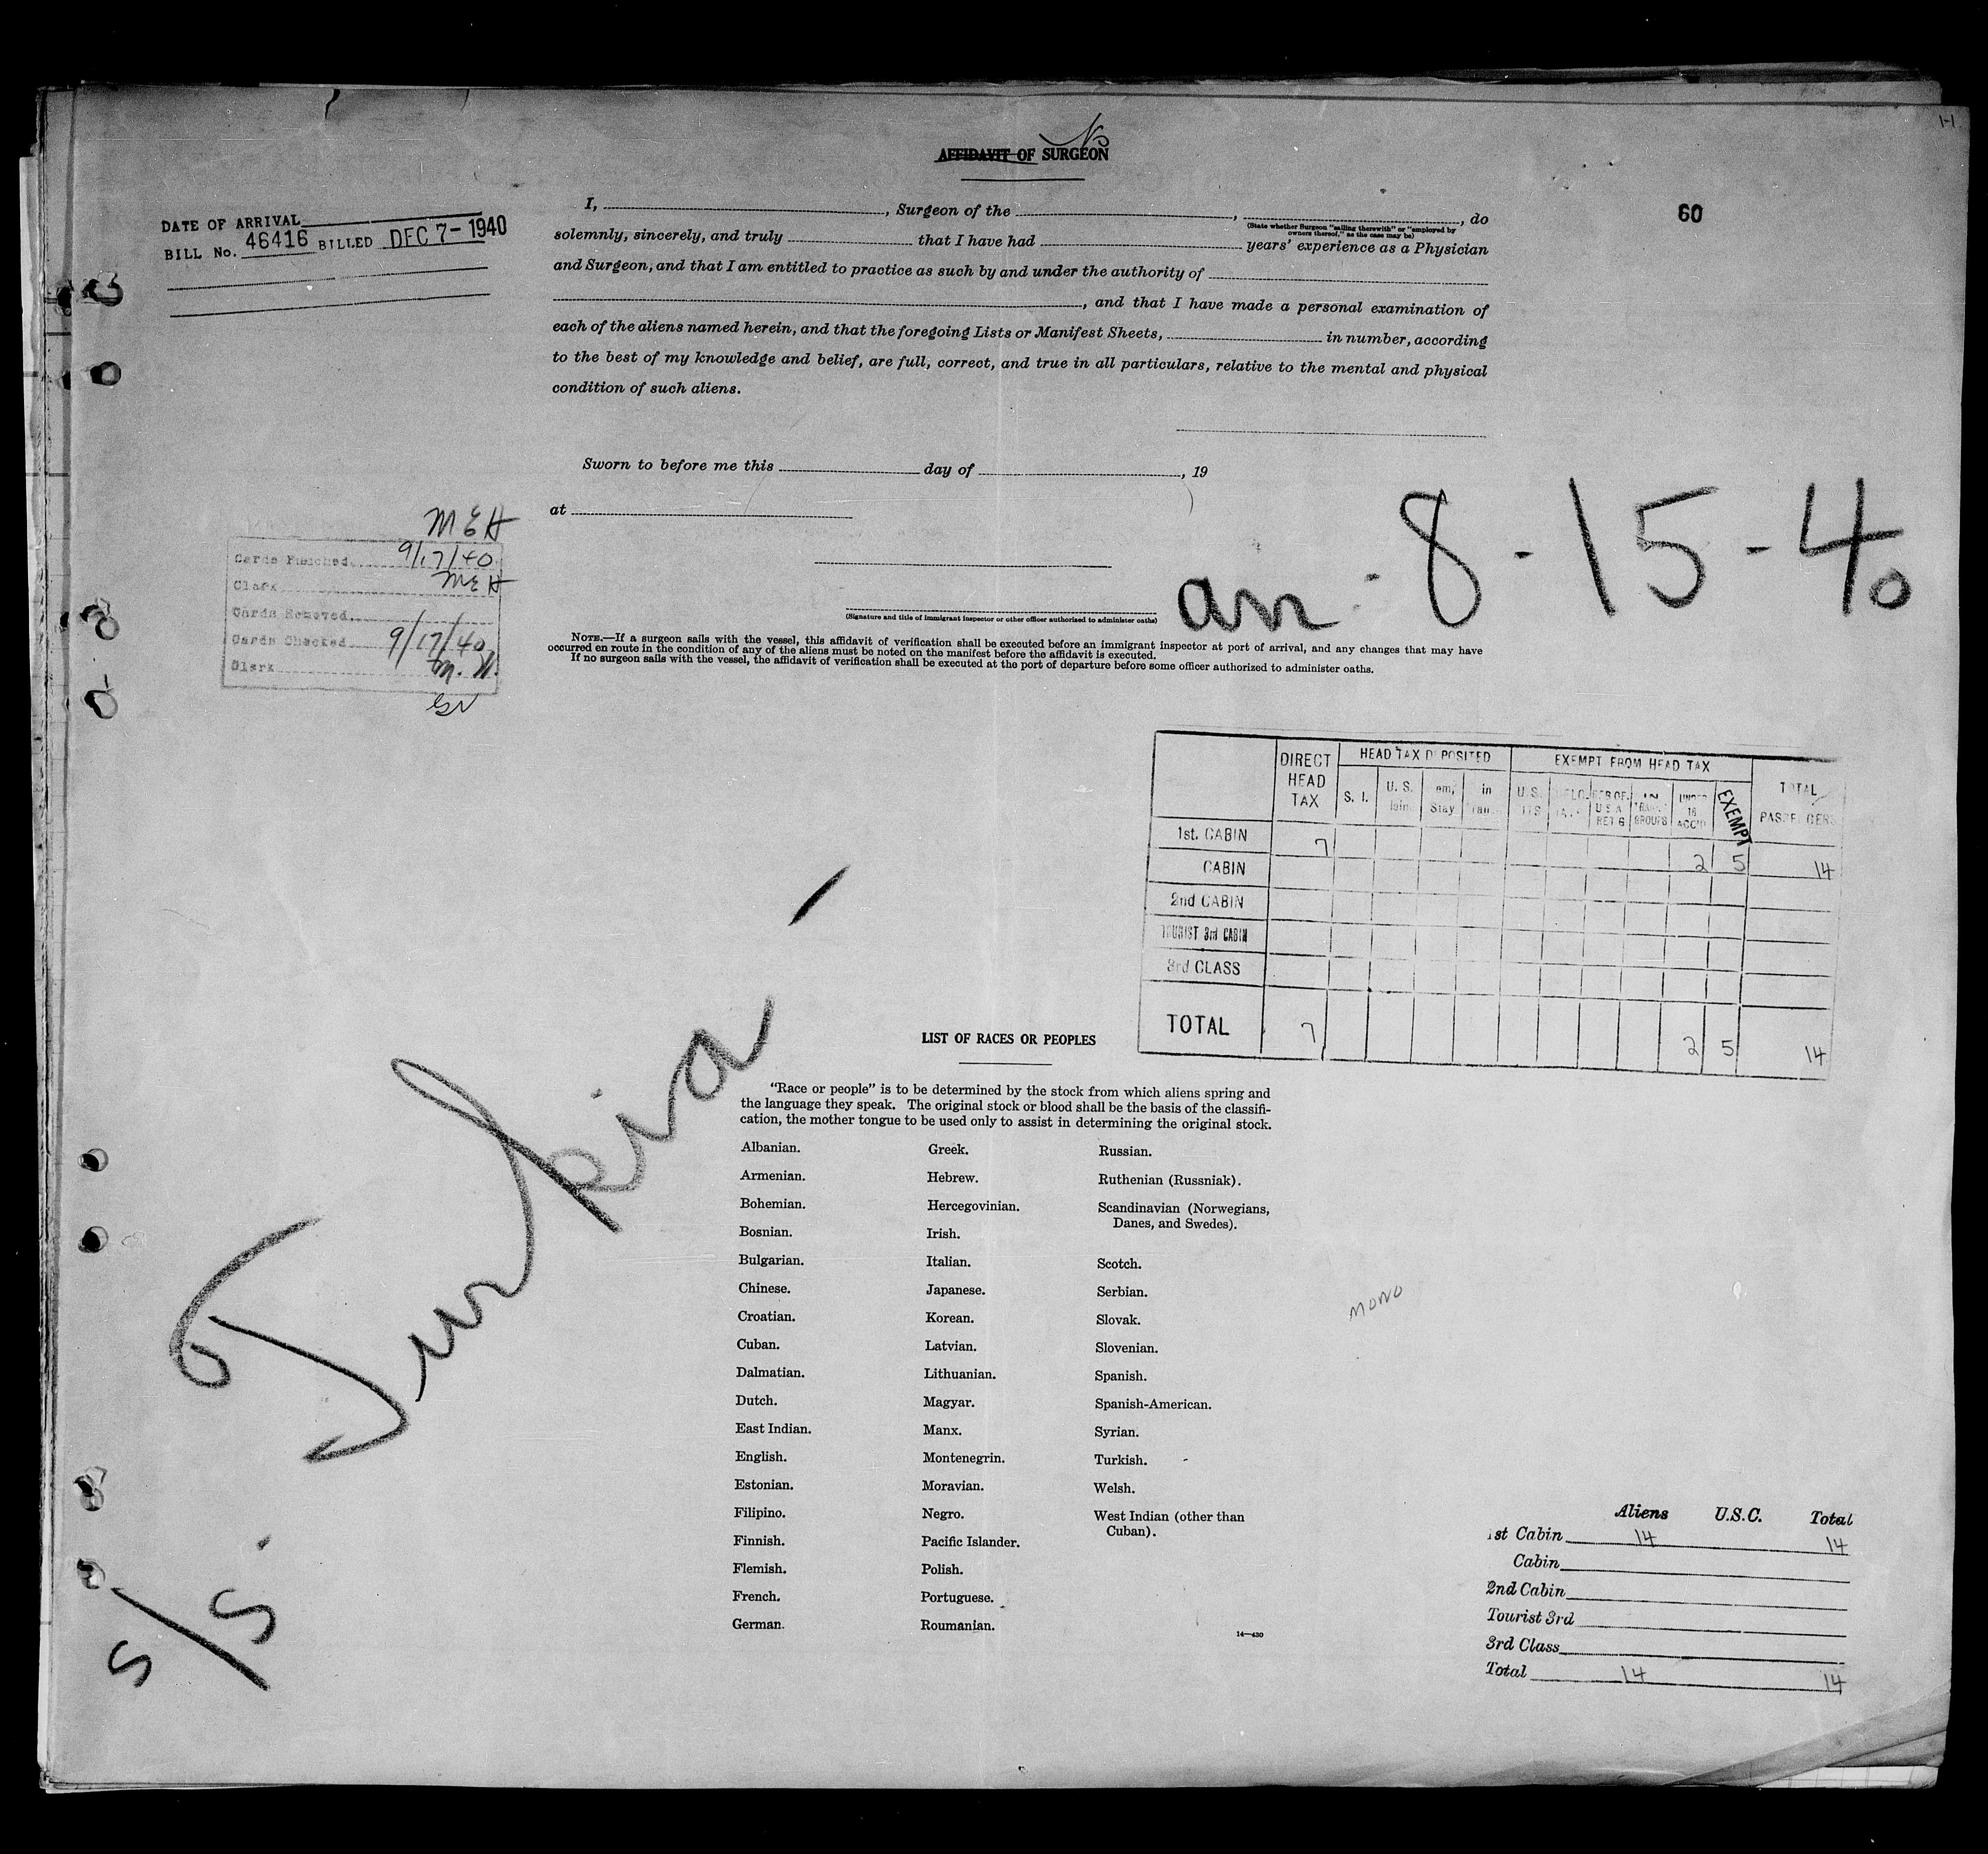 1-1
No
AFFIDAVIT OF SURGEON
60
DATE OF ARRIVAL
BILL No. 46416 BILLED DEC 7- 1940
I, , Surgeon of the , , do
(State whether Surgeon "sailing therewith" or "employed by
owners thereof," as the case may be)
solemnly, sincerely, and truly that I have had years' experience as a Physician
and Surgeon, and that I am entitled to practice as such by and under the authority of
, and that I have made a personal examination of
each of the aliens named herein, and that the foregoing Lists or Manifest Sheets, in number, according
to the best of my knowledge and belief, are full, correct, and true in all particulars, relative to the mental and physical
condition of such aliens.
Sworn to before me this day of , 19
at
(Signature and title of immigrant inspector or other officer authorized to administer oaths)
arr. - 8-15-40
MEH
Cards Punched 9/17/40
Clerk MEH
Cards Removed
Cards Checked 9/17/40
Clerk M. N.
NOTE.—If a surgeon sails with the vessel, this affidavit of verification shall be executed before an immigrant inspector at port of arrival, and any changes that may have
occurred en route in the condition of any of the aliens must be noted on the manifest before the affidavit is executed.
If no surgeon sails with the vessel, the affidavit of verification shall be executed at the port of departure before some officer authorized to administer oaths.
DIRECT HEAD TAX
HEAD TAX DEPOSITED
EXEMPT FROM HEAD TAX
TOTAL PASSENGERS
S. I. U. S. Stay in U.S. U S A GROUPS UNDER 16 EXEMPT
1st. CABIN 7 2 5 14
CABIN
2nd CABIN
TOURIST 3rd CABIN
3rd CLASS
TOTAL 7 2 5 14
S/S. Turkia -
LIST OF RACES OR PEOPLES
"Race or people" is to be determined by the stock from which aliens spring and
the language they speak. The original stock or blood shall be the basis of the classifi-
cation, the mother tongue to be used only to assist in determining the original stock.
Albanian.
Armenian.
Bohemian.
Bosnian.
Bulgarian.
Chinese.
Croatian.
Cuban.
Dalmatian.
Dutch.
East Indian.
English.
Estonian.
Filipino.
Finnish.
Flemish.
French.
German.
Greek.
Hebrew.
Hercegovinian.
Irish.
Italian.
Japanese.
Korean.
Latvian.
Lithuanian.
Magyar.
Manx.
Montenegrin.
Moravian.
Negro.
Pacific Islander.
Polish.
Portuguese.
Roumanian.
Russian.
Ruthenian (Russniak).
Scandinavian (Norwegians,
Danes, and Swedes).
Scotch.
Serbian.
Slovak.
Slovenian.
Spanish.
Spanish-American.
Syrian.
Turkish.
Welsh.
West Indian (other than
Cuban).
14—430
MONO
Aliens U.S.C. Total
1st Cabin 14 14
Cabin
2nd Cabin
Tourist 3rd
3rd Class
Total 14 14